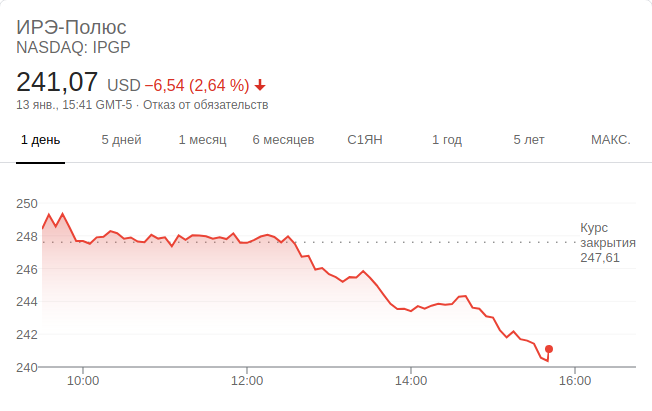 ИРЭ-Полюс
NASDAQ: IPGP
241,07 USD −6,54 (2,64 %)
13 янв., 15:41 GMT-5 · Отказ от обязательств
1 день 5 дней 1 месяц 6 месяцев С1ЯН 1 год 5 лет МАКС.
250
248
246
244
242
240
Курс
закрытия
247,61
10:00 12:00 14:00 16:00